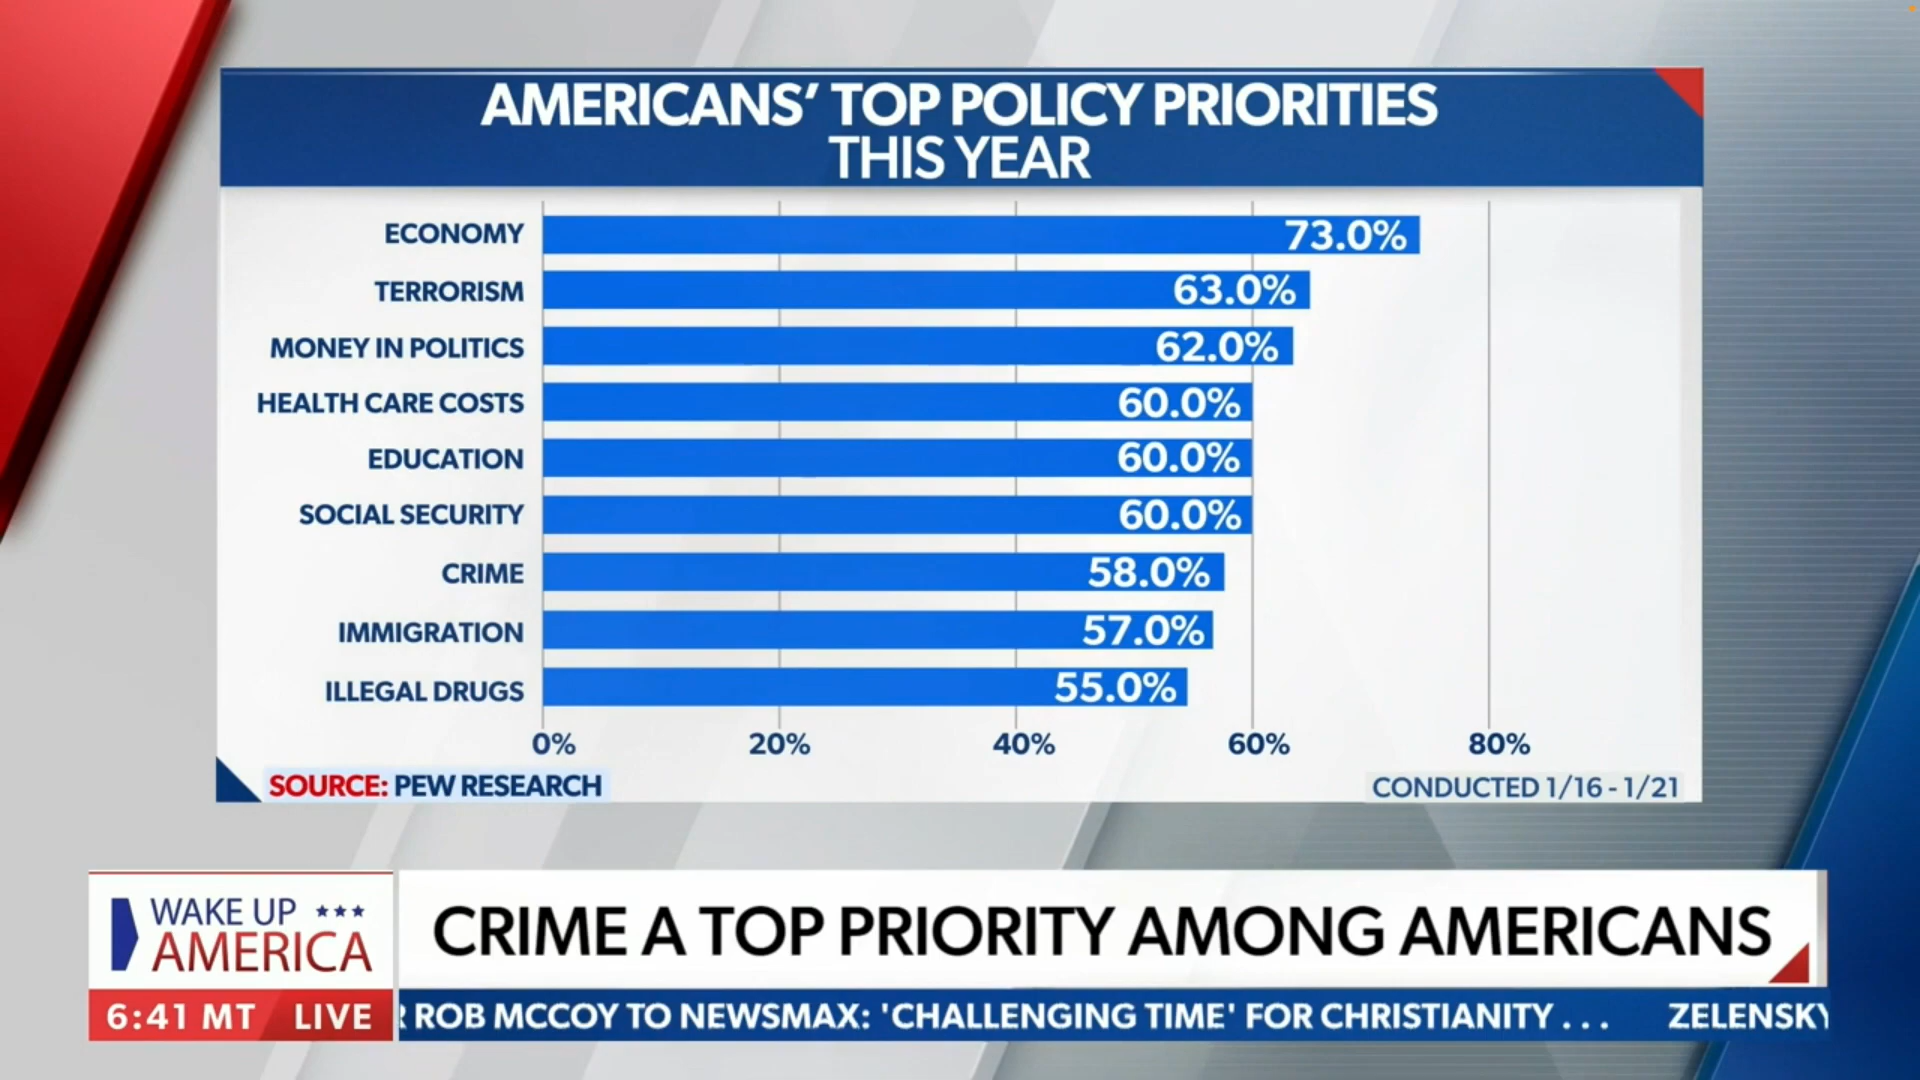 AMERICANS' TOP POLICY PRIORITIES
THIS YEAR
ECONOMY 73.0%
TERRORISM 63.0%
MONEY IN POLITICS 62.0%
HEALTH CARE COSTS 60.0%
EDUCATION 60.0%
SOCIAL SECURITY 60.0%
CRIME 58.0%
IMMIGRATION 57.0%
ILLEGAL DRUGS 55.0%
0% 20% 40% 60% 80%
SOURCE: PEW RESEARCH
CONDUCTED 1/16 - 1/21
WAKE UP
AMERICA
CRIME A TOP PRIORITY AMONG AMERICANS
6:41 MT LIVE
ROB MCCOY TO NEWSMAX: 'CHALLENGING TIME' FOR CHRISTIANITY . . . ZELENSKY